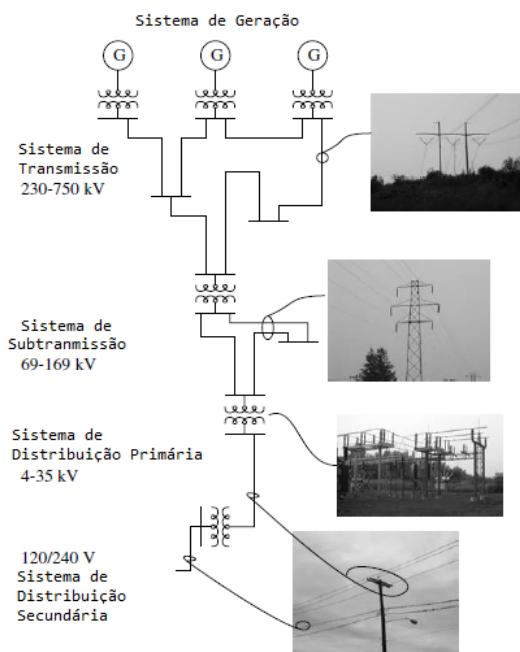 Sistema de Geração
G
G
G
Sistema de
Transmissão
230-750 kV
Sistema de
Subtranmissão
69-169 kV
Sistema de
Distribuição Primária
4-35 kV
120/240 V
Sistema de
Distribuição
Secundária